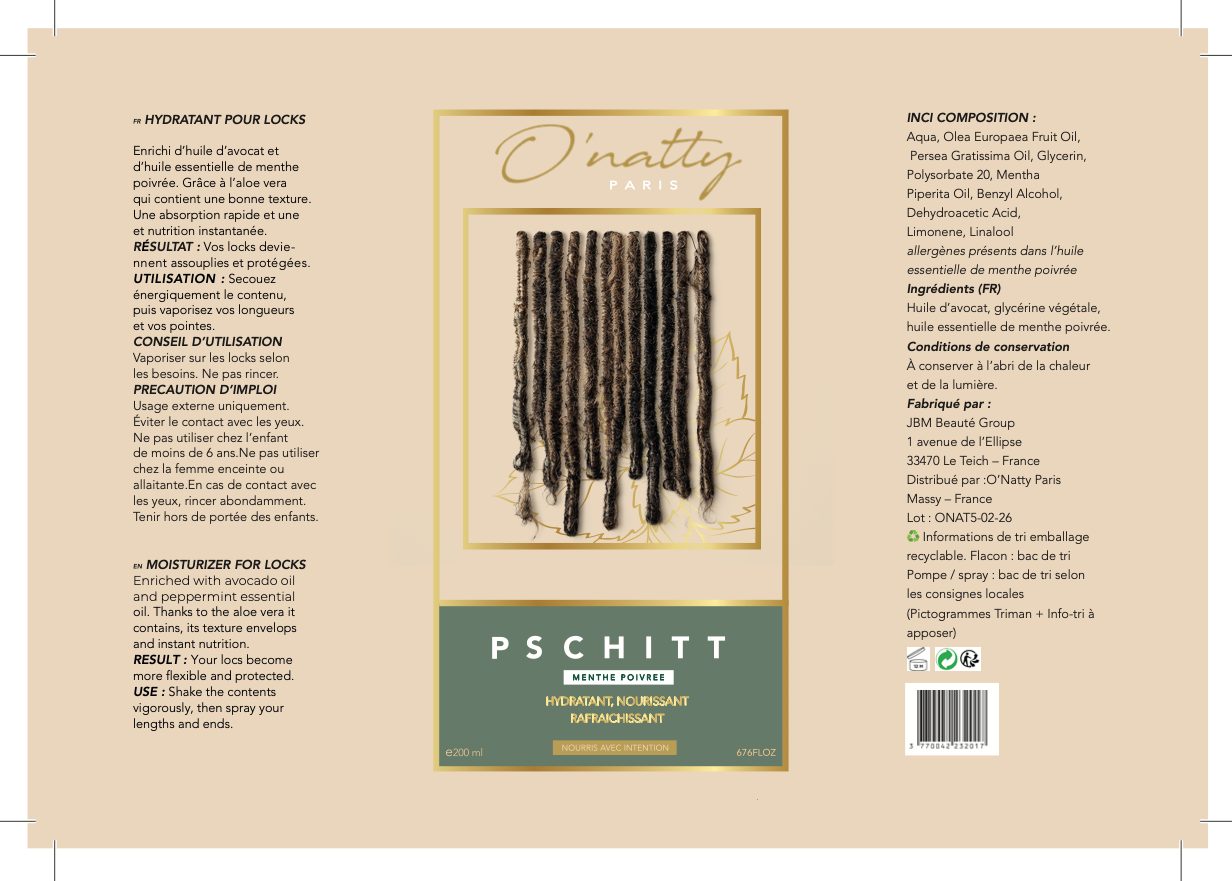 FR HYDRATANT POUR LOCKS
Enrichi d'huile d'avocat et
d'huile essentielle de menthe
poivrée. Grâce à l'aloe vera
qui contient une bonne texture.
Une absorption rapide et une
et nutrition instantanée.
RÉSULTAT : Vos locks devie-
nnent assouplies et protégées.
UTILISATION : Secouez
énergiquement le contenu,
puis vaporisez vos longueurs
et vos pointes.
CONSEIL D'UTILISATION
Vaporiser sur les locks selon
les besoins. Ne pas rincer.
PRECAUTION D'IMPLOI
Usage externe uniquement.
Éviter le contact avec les yeux.
Ne pas utiliser chez l'enfant
de moins de 6 ans.Ne pas utiliser
chez la femme enceinte ou
allaitante.En cas de contact avec
les yeux, rincer abondamment.
Tenir hors de portée des enfants.
EN MOISTURIZER FOR LOCKS
Enriched with avocado oil
and peppermint essential
oil. Thanks to the aloe vera it
contains, its texture envelops
and instant nutrition.
RESULT : Your locs become
more flexible and protected.
USE : Shake the contents
vigorously, then spray your
lengths and ends.
O'natty
PARIS
PSCHITT
MENTHE POIVREE
HYDRATANT, NOURISSANT
RAFRAICHISSANT
NOURRIS AVEC INTENTION
e200 ml
676FLOZ
INCI COMPOSITION :
Aqua, Olea Europaea Fruit Oil,
Persea Gratissima Oil, Glycerin,
Polysorbate 20, Mentha
Piperita Oil, Benzyl Alcohol,
Dehydroacetic Acid,
Limonene, Linalool
allergènes présents dans l'huile
essentielle de menthe poivrée
Ingrédients (FR)
Huile d'avocat, glycérine végétale,
huile essentielle de menthe poivrée.
Conditions de conservation
À conserver à l'abri de la chaleur
et de la lumière.
Fabriqué par :
JBM Beauté Group
1 avenue de l'Ellipse
33470 Le Teich – France
Distribué par :O'Natty Paris
Massy – France
Lot : ONAT5-02-26
♻ Informations de tri emballage
recyclable. Flacon : bac de tri
Pompe / spray : bac de tri selon
les consignes locales
(Pictogrammes Triman + Info-tri à
apposer)
12 M
3 770042 232017